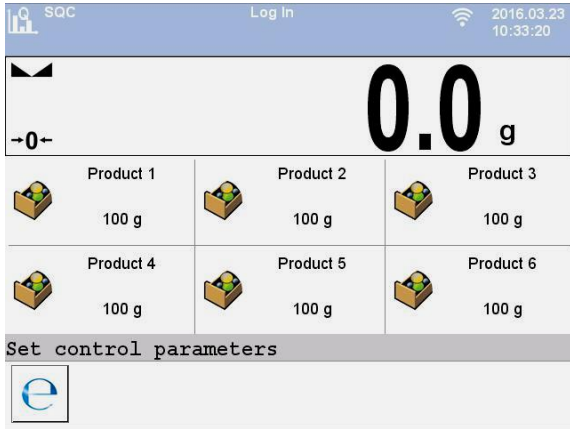 SQC Log In 2016.03.23
10:33:20
0.0 g
→0←
Product 1 Product 2 Product 3
100 g 100 g 100 g
Product 4 Product 5 Product 6
100 g 100 g 100 g
Set control parameters
e